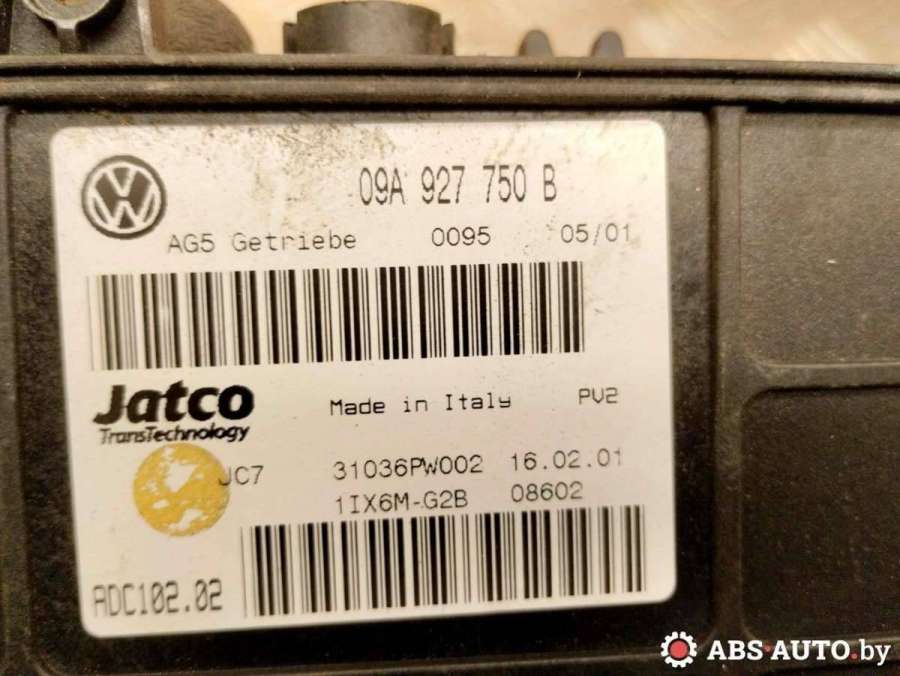 09A 927 750 B
AG5 Getriebe 0095 05/01
Jatco
TransTechnology
Made in Italy PV2
JC7 31036PW002 16.02.01
1IX6M-G2B 08602
ADC102.02
ABS-AUTO.by